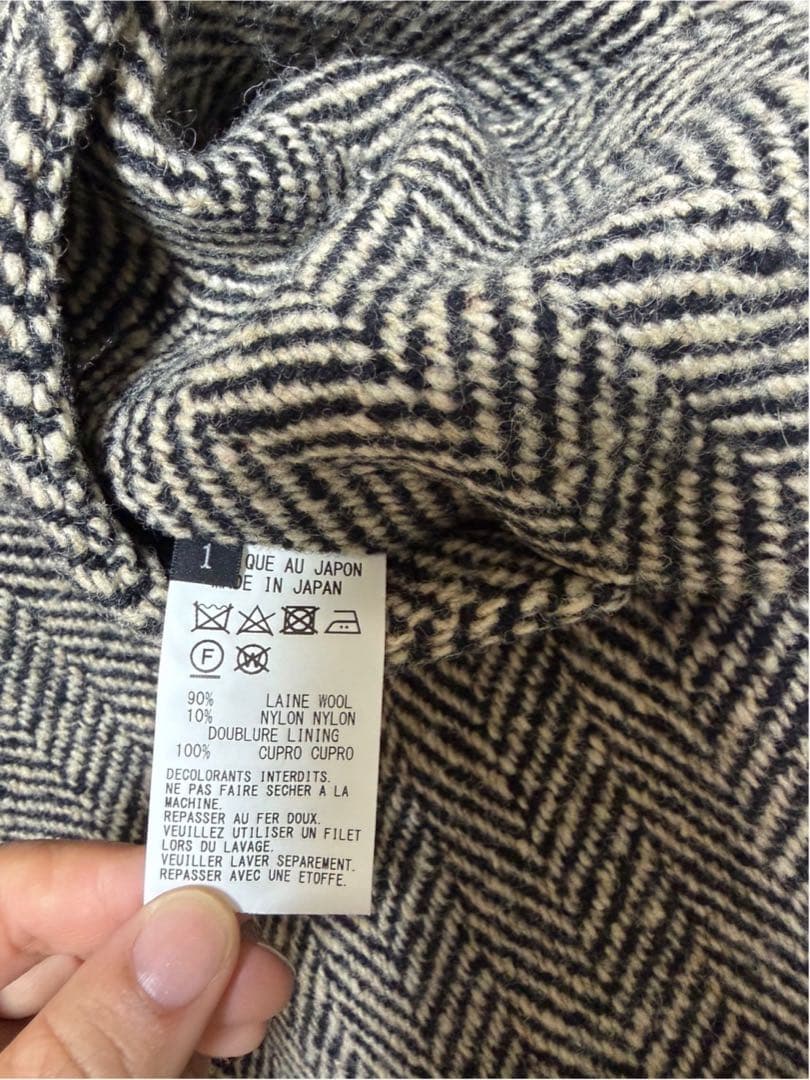 1
QUE AU JAPON
DE IN JAPAN
F W
90% LAINE WOOL
10% NYLON NYLON
DOUBLURE LINING
100% CUPRO CUPRO
DECOLORANTS INTERDITS.
NE PAS FAIRE SECHER A LA
MACHINE.
REPASSER AU FER DOUX.
VEUILLEZ UTILISER UN FILET
LORS DU LAVAGE.
VEUILLER LAVER SEPAREMENT.
REPASSER AVEC UNE ETOFFE.